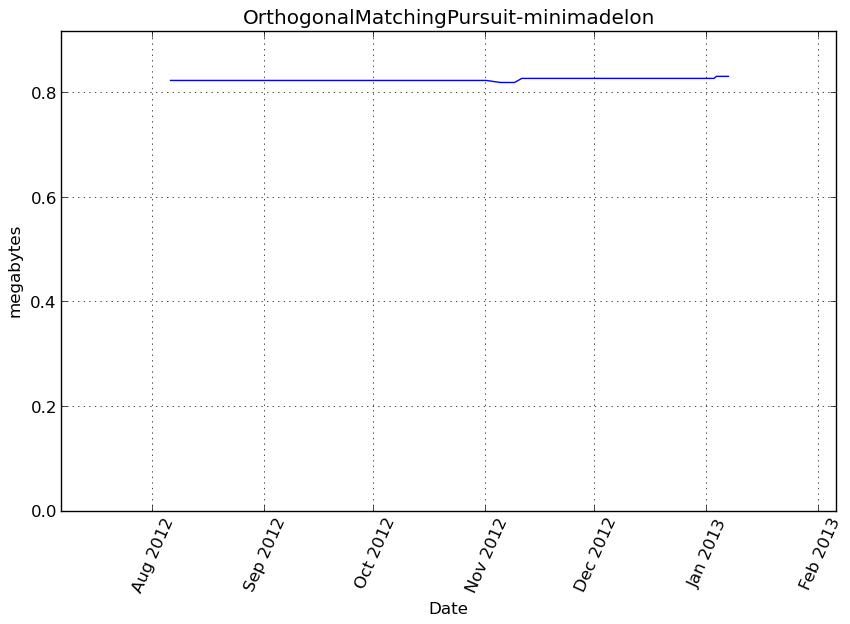 OrthogonalMatchingPursuit-minimadelon
0.8
0.6
0.4
0.2
0.0
megabytes
Aug 2012
Sep 2012
Oct 2012
Nov 2012
Dec 2012
Jan 2013
Feb 2013
Date